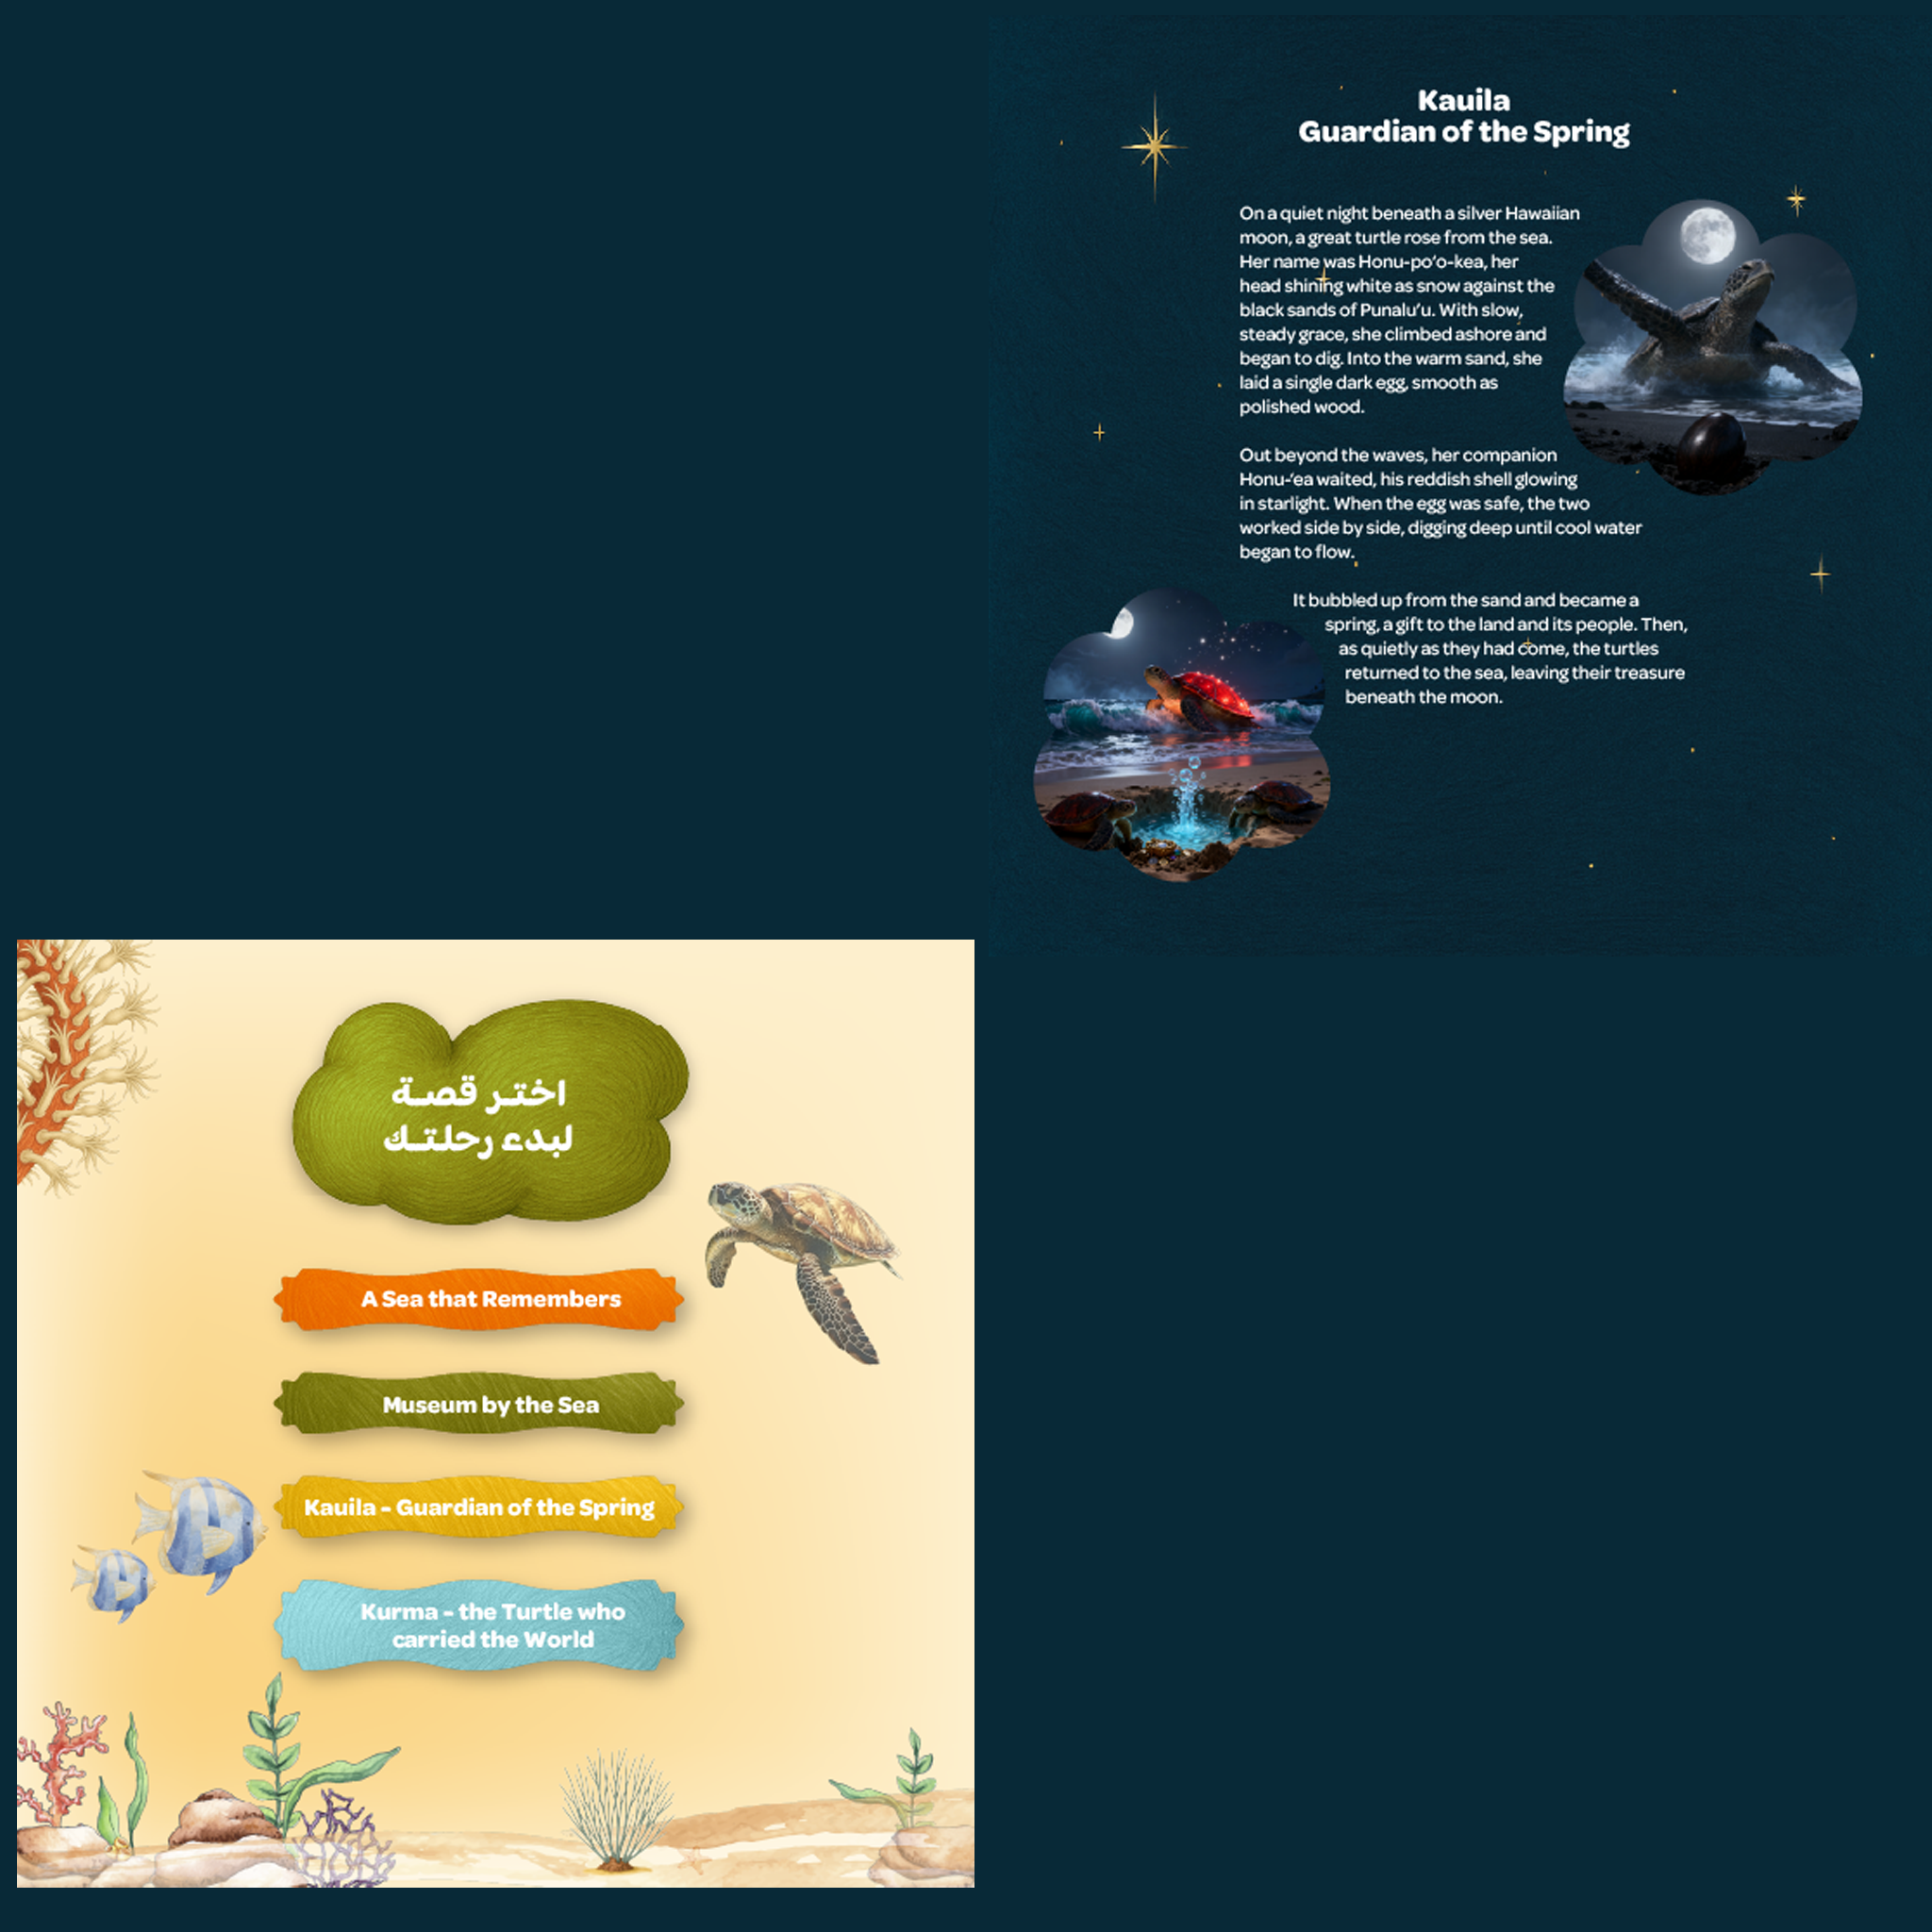 Kauila
Guardian of the Spring
On a quiet night beneath a silver Hawaiian
moon, a great turtle rose from the sea.
Her name was Honu-po‘o-kea, her
head shining white as snow against the
black sands of Punalu’u. With slow,
steady grace, she climbed ashore and
began to dig. Into the warm sand, she
laid a single dark egg, smooth as
polished wood.
Out beyond the waves, her companion
Honu-‘ea waited, his reddish shell glowing
in starlight. When the egg was safe, the two
worked side by side, digging deep until cool water
began to flow.
It bubbled up from the sand and became a
spring, a gift to the land and its people. Then,
as quietly as they had come, the turtles
returned to the sea, leaving their treasure
beneath the moon.
اختر قصة
لبدء رحلتك
A Sea that Remembers
Museum by the Sea
Kauila - Guardian of the Spring
Kurma - the Turtle who
carried the World